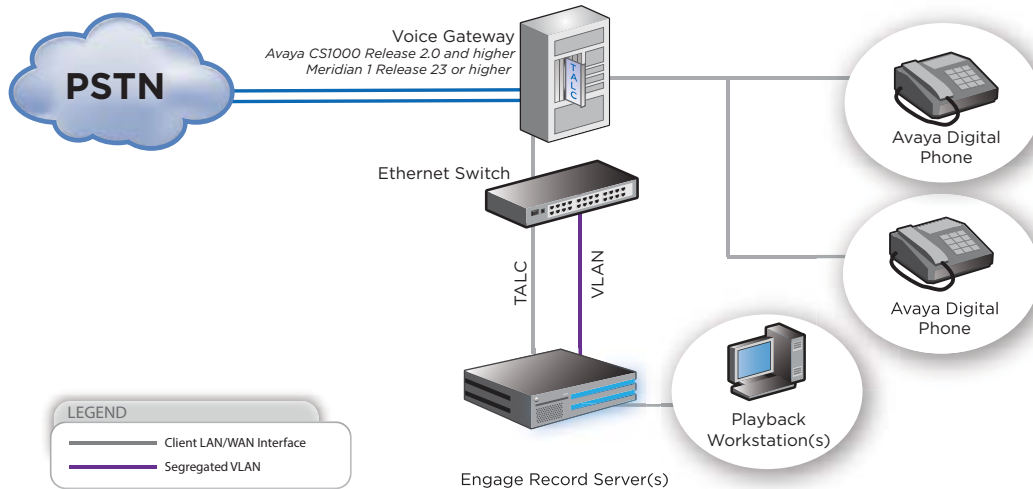 PSTN
Voice Gateway
Avaya CS1000 Release 2.0 and higher
Meridian 1 Release 23 or higher
TALC
Avaya Digital
Phone
Ethernet Switch
TALC
VLAN
Avaya Digital
Phone
Playback
Workstation(s)
Engage Record Server(s)
LEGEND
Client LAN/WAN Interface
Segregated VLAN